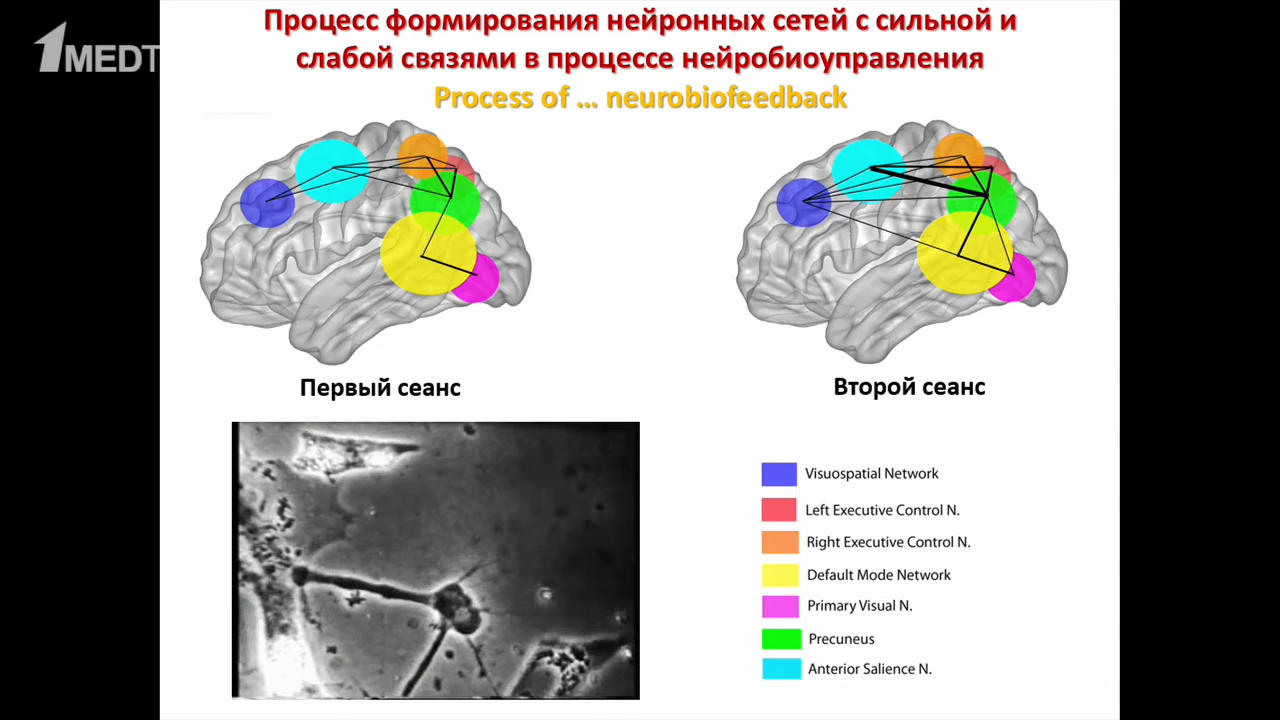 1MEDT
Процесс формирования нейронных сетей с сильной и
слабой связями в процессе нейробиоуправления
Process of ... neurobiofeedback
Первый сеанс
Второй сеанс
Visuospatial Network
Left Executive Control N.
Right Executive Control N.
Default Mode Network
Primary Visual N.
Precuneus
Anterior Salience N.